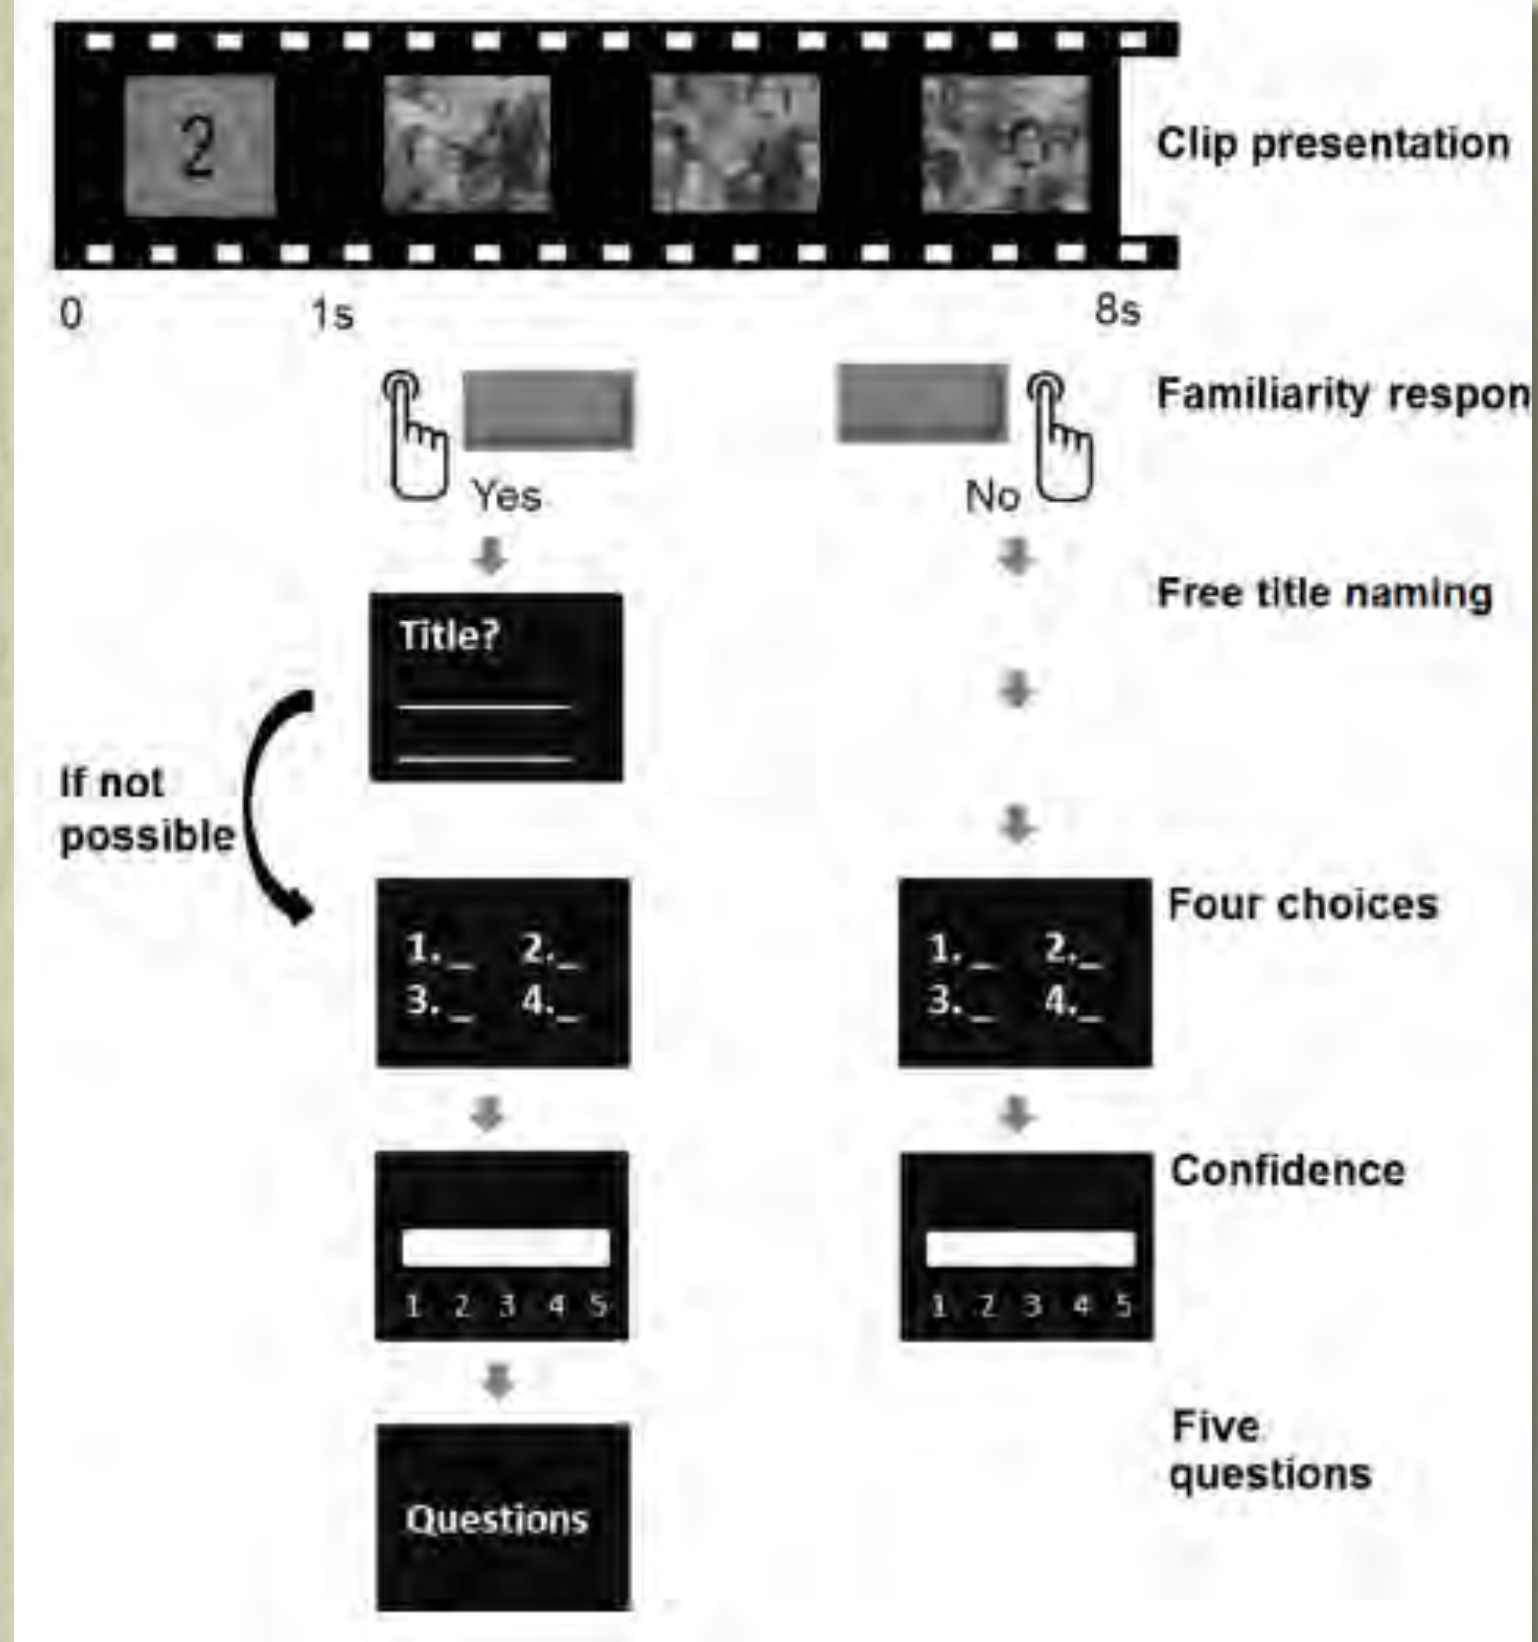 2
Clip presentation
0 1s 8s
Familiarity respon
Yes No
Free title naming
Title?
If not
possible
Four choices
1._ 2._ 1._ 2._
3._ 4._ 3._ 4._
Confidence
1 2 3 4 5 1 2 3 4 5
Five
questions
Questions